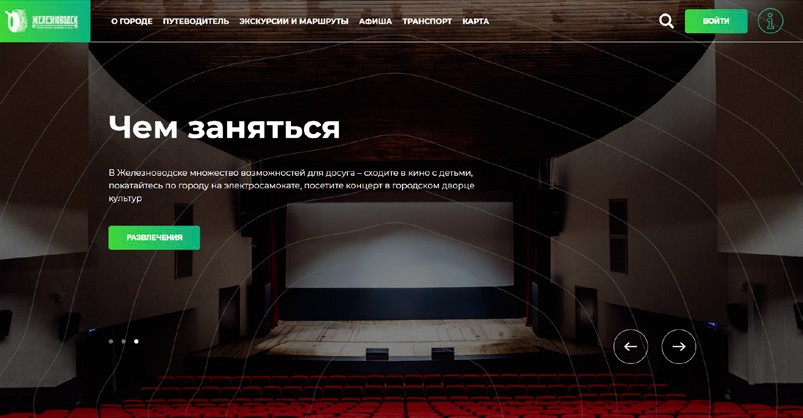 ЖЕЛЕЗНОВОДСК
О ГОРОДЕ ПУТЕВОДИТЕЛЬ ЭКСКУРСИИ И МАРШРУТЫ АФИША ТРАНСПОРТ КАРТА
ВОЙТИ
Чем заняться
В Железноводске множество возможностей для досуга – сходите в кино с детьми,
покатайтесь по городу на электросамокате, посетите концерт в городском дворце
культур
РАЗВЛЕЧЕНИЯ